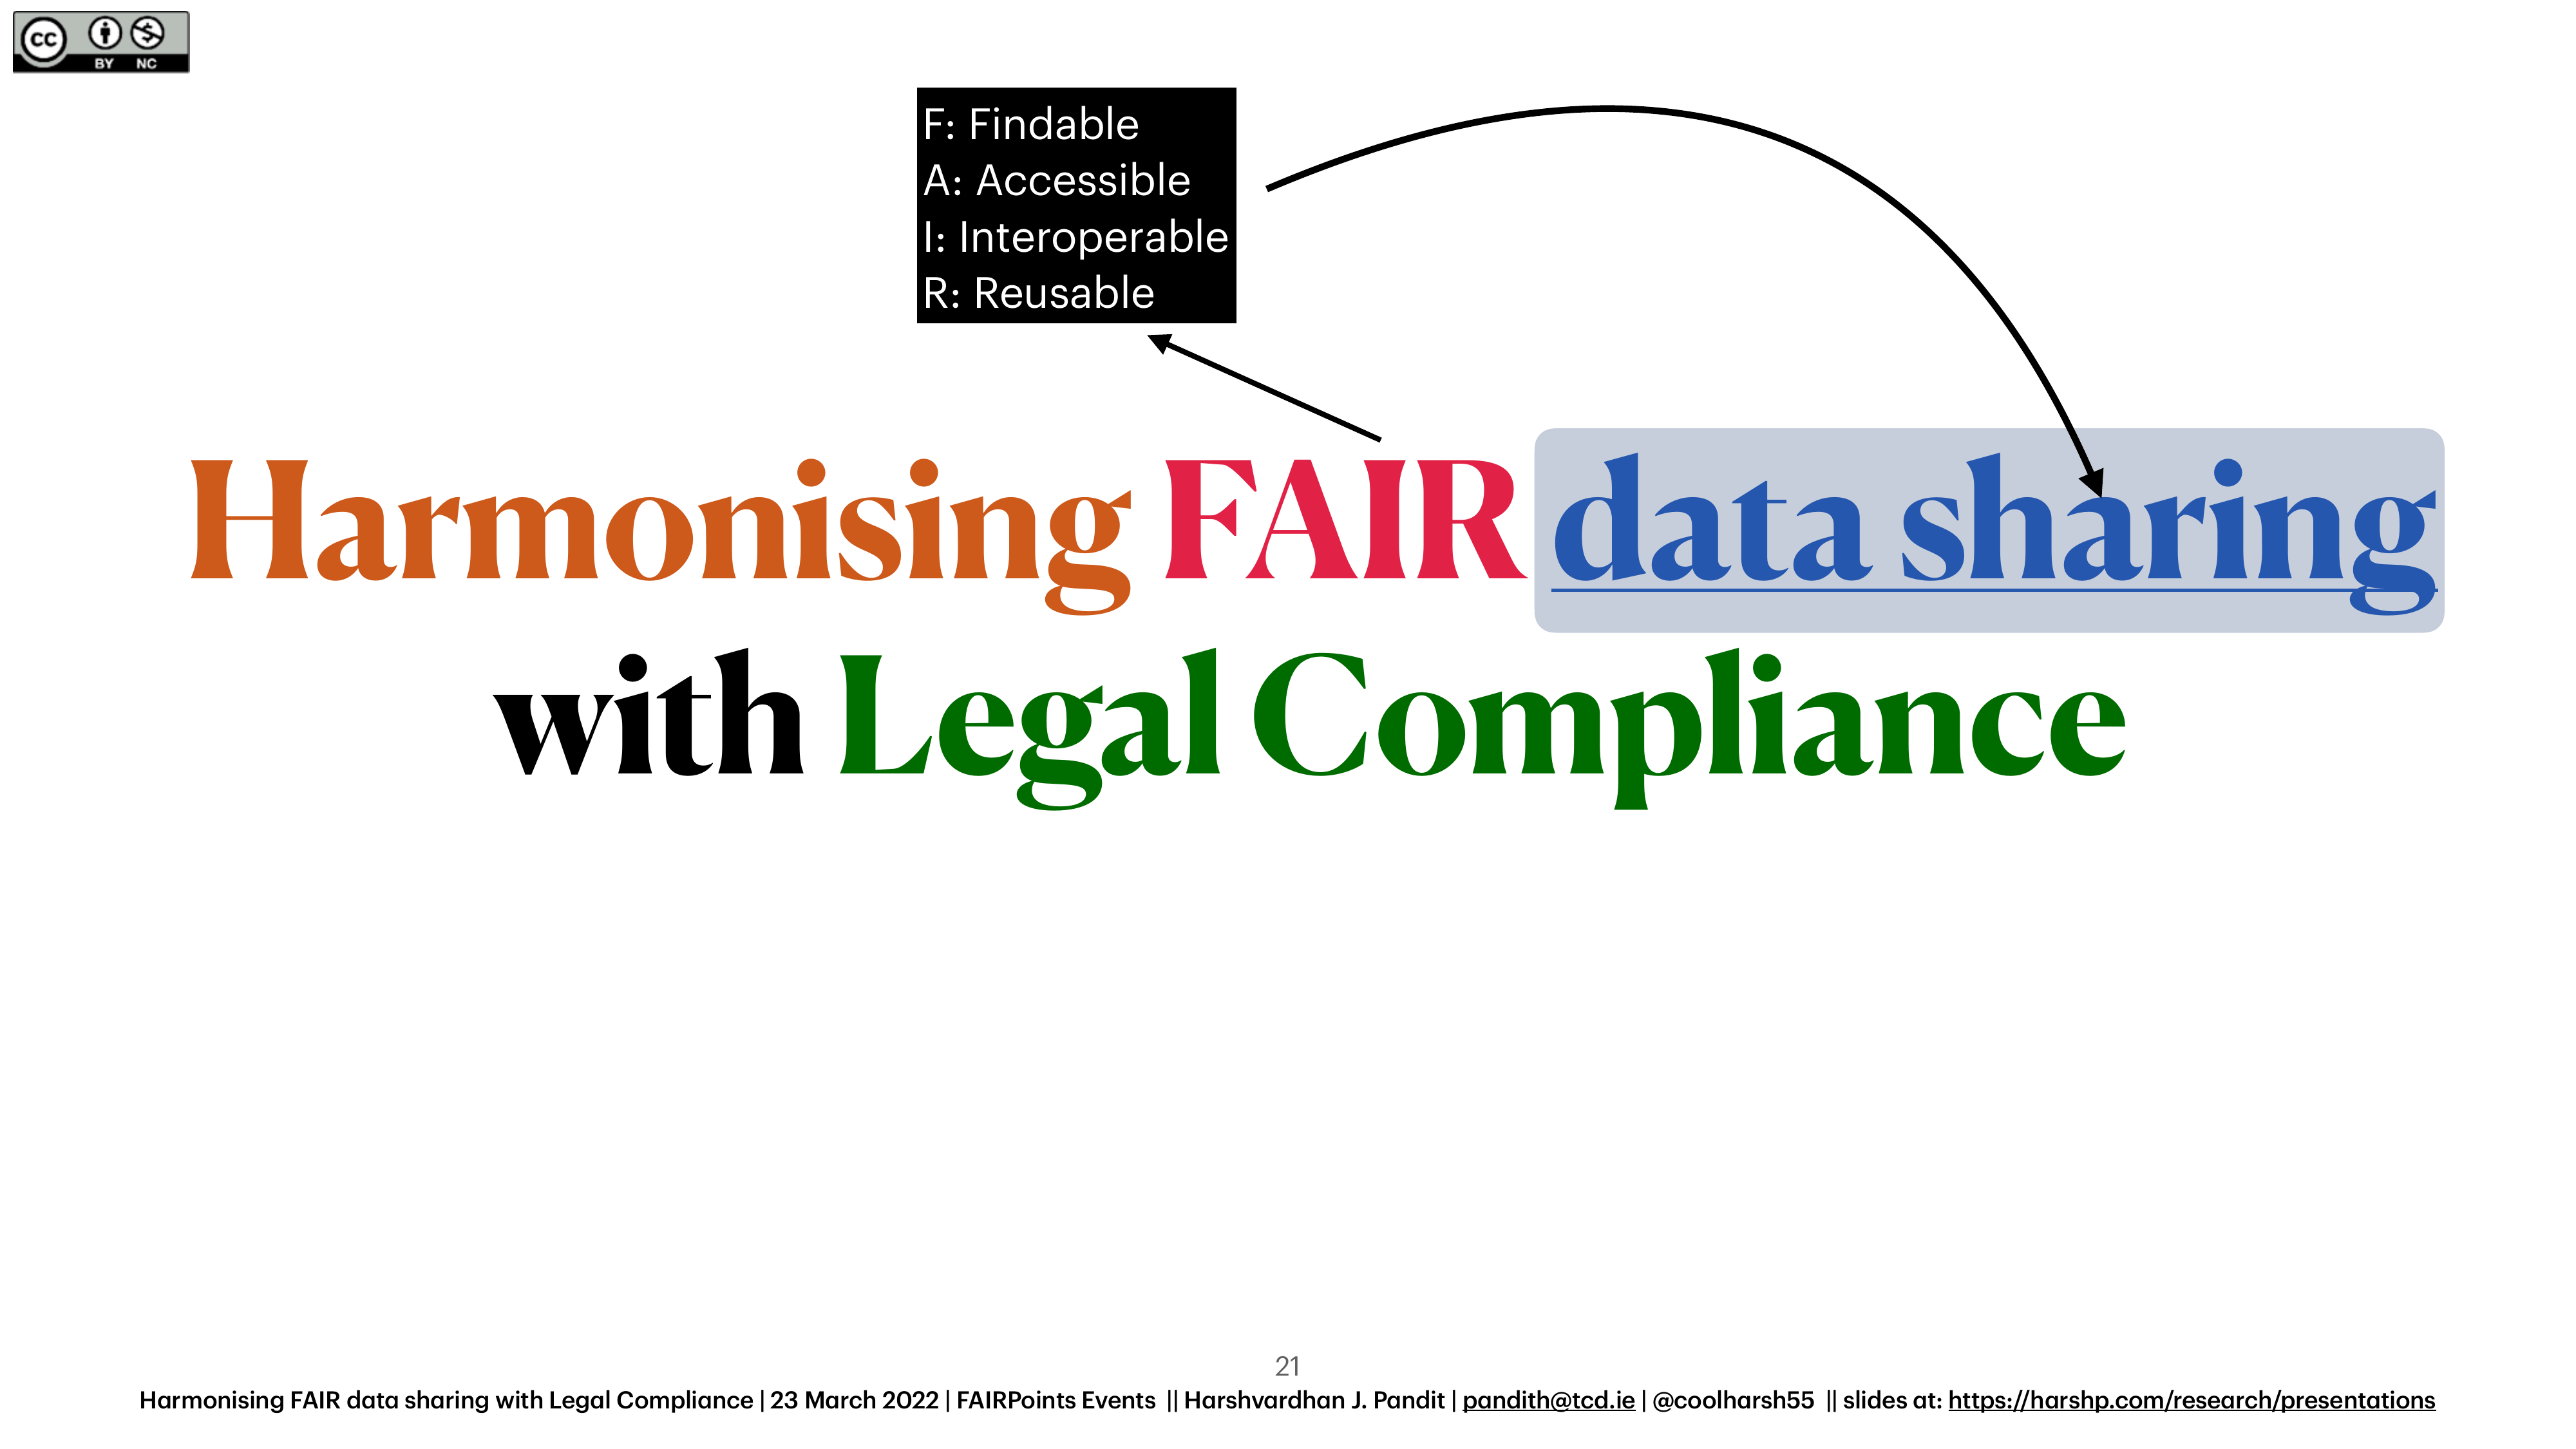 cc
BY NC
F: Findable
A: Accessible
I: Interoperable
R: Reusable
Harmonising FAIR data sharing
with Legal Compliance
21
Harmonising FAIR data sharing with Legal Compliance | 23 March 2022 | FAIRPoints Events || Harshvardhan J. Pandit | pandith@tcd.ie | @coolharsh55 || slides at: https://harshp.com/research/presentations